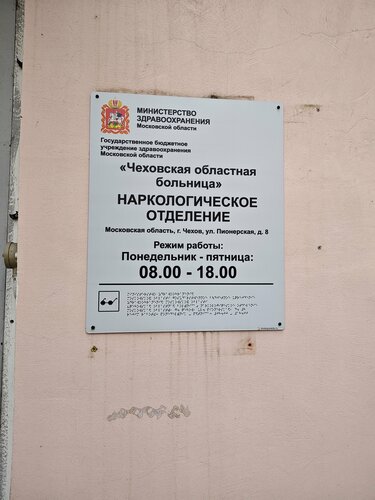 МИНИСТЕРСТВО
ЗДРАВООХРАНЕНИЯ
Московской области
Государственное бюджетное
учреждение здравоохранения
Московской области
«Чеховская областная
больница»
НАРКОЛОГИЧЕСКОЕ
ОТДЕЛЕНИЕ
Московская область, г. Чехов, ул. Пионерская, д. 8
Режим работы:
Понедельник - пятница:
08.00 - 18.00